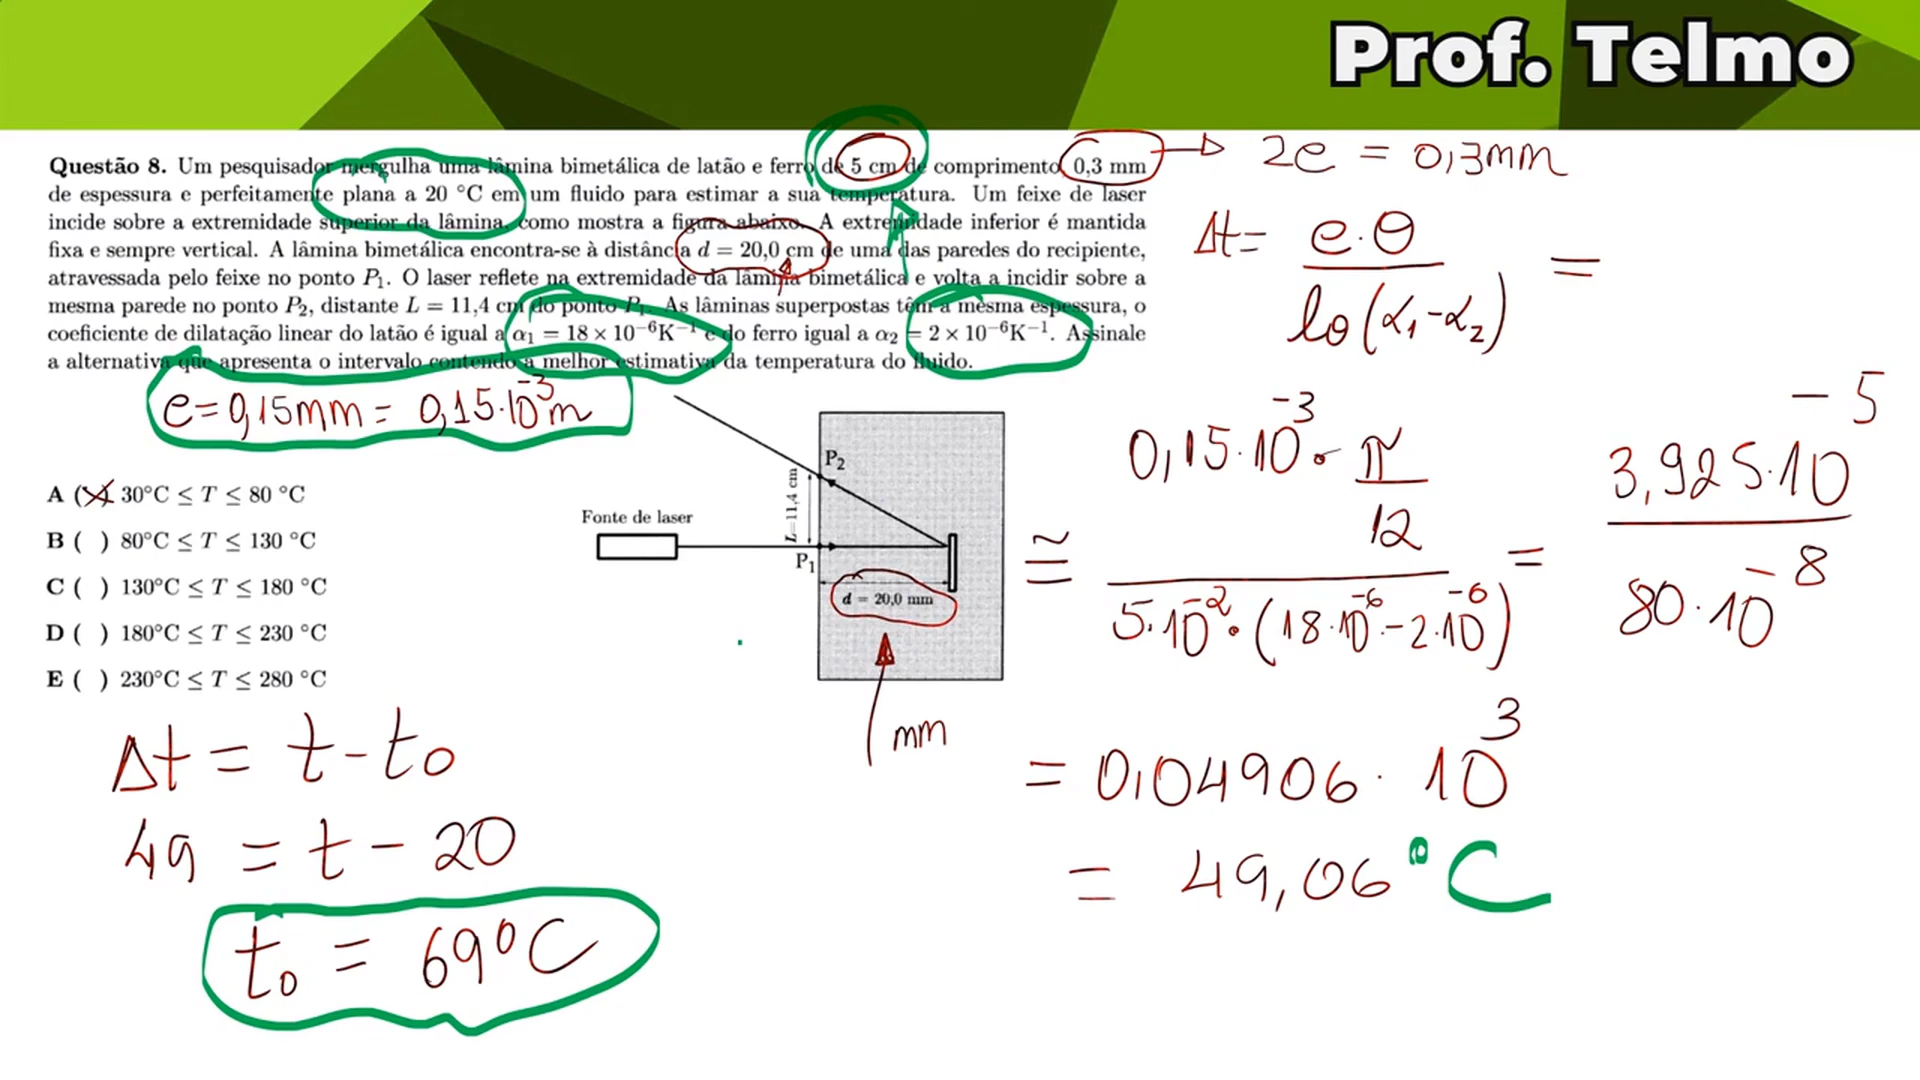 Prof. Telmo
Questão 8. Um pesquisador mergulha uma lâmina bimetálica de latão e ferro de 5 cm de comprimento 0,3 mm
de espessura e perfeitamente plana a 20 °C em um fluido para estimar a sua temperatura. Um feixe de laser
incide sobre a extremidade superior da lâmina, como mostra a figura abaixo. A extremidade inferior é mantida
fixa e sempre vertical. A lâmina bimetálica encontra-se à distância d = 20,0 cm de uma das paredes do recipiente,
atravessada pelo feixe no ponto P₁. O laser reflete na extremidade da lâmina bimetálica e volta a incidir sobre a
mesma parede no ponto P₂, distante L = 11,4 cm do ponto P₁. As lâminas superpostas têm a mesma espessura, o
coeficiente de dilatação linear do latão é igual a α₁ = 18 × 10⁻⁶K⁻¹ e do ferro igual a α₂ = 2 × 10⁻⁶K⁻¹. Assinale
a alternativa que apresenta o intervalo contendo a melhor estimativa da temperatura do fluido.
2e = 0,3mm
Δt = e.θ / lo(α₁-α₂) =
e = 0,15mm = 0,15.10⁻³m
A (X) 30°C ≤ T ≤ 80 °C
B ( ) 80°C ≤ T ≤ 130 °C
C ( ) 130°C ≤ T ≤ 180 °C
D ( ) 180°C ≤ T ≤ 230 °C
E ( ) 230°C ≤ T ≤ 280 °C
Fonte de laser
P₂
L=11,4 cm
P₁
d = 20,0 mm
mm
≅ 0,15.10⁻³ . π/12 / 5.10⁻² . (18.10⁻⁶ - 2.10⁻⁶) = 3,925.10⁻⁵ / 80.10⁻⁸
= 0,04906 . 10³
= 49,06 °C
Δt = t - to
49 = t - 20
to = 69°C